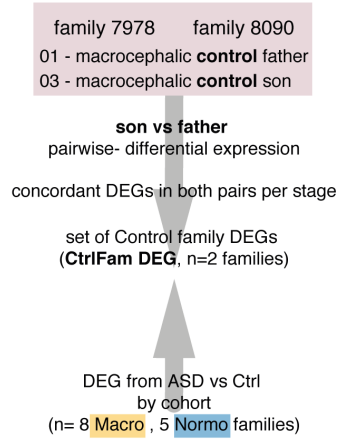 family 7978 family 8090
01 - macrocephalic control father
03 - macrocephalic control son
son vs father
pairwise- differential expression
concordant DEGs in both pairs per stage
set of Control family DEGs
(CtrlFam DEG, n=2 families)
DEG from ASD vs Ctrl
by cohort
(n= 8 Macro , 5 Normo families)